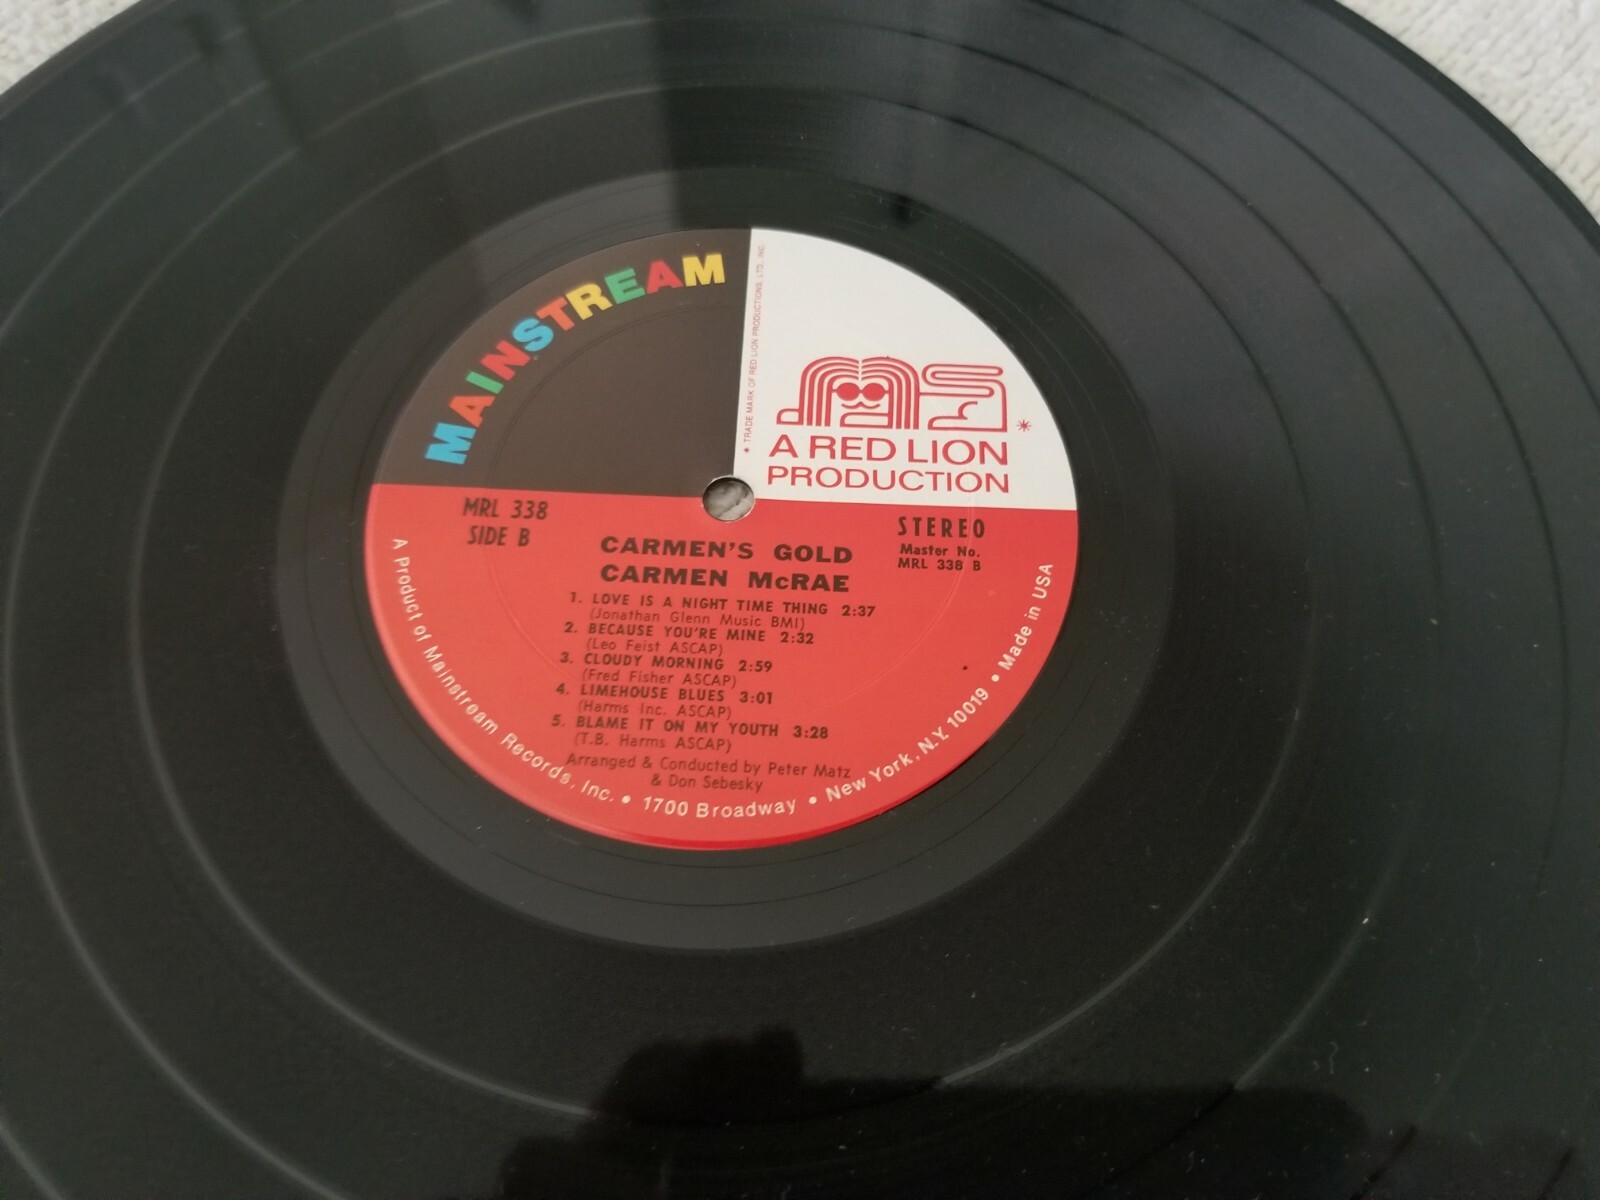 MAINSTREAM
* TRADE MARK OF RED LION PRODUCTIONS, LTD., INC.
MS*
A RED LION
PRODUCTION
MRL 338
SIDE B
STEREO
Master No.
MRL 338 B
CARMEN'S GOLD
CARMEN McRAE
1. LOVE IS A NIGHT TIME THING 2:37
(Jonathan Glenn Music BMI)
2. BECAUSE YOU'RE MINE 2:32
(Leo Feist ASCAP)
3. CLOUDY MORNING 2:59
(Fred Fisher ASCAP)
4. LIMEHOUSE BLUES 3:01
(Harms Inc. ASCAP)
5. BLAME IT ON MY YOUTH 3:28
(T.B. Harms ASCAP)
Arranged & Conducted by Peter Matz
& Don Sebesky
A Product of Mainstream Records, Inc. • 1700 Broadway • New York, N.Y. 10019 • Made in USA